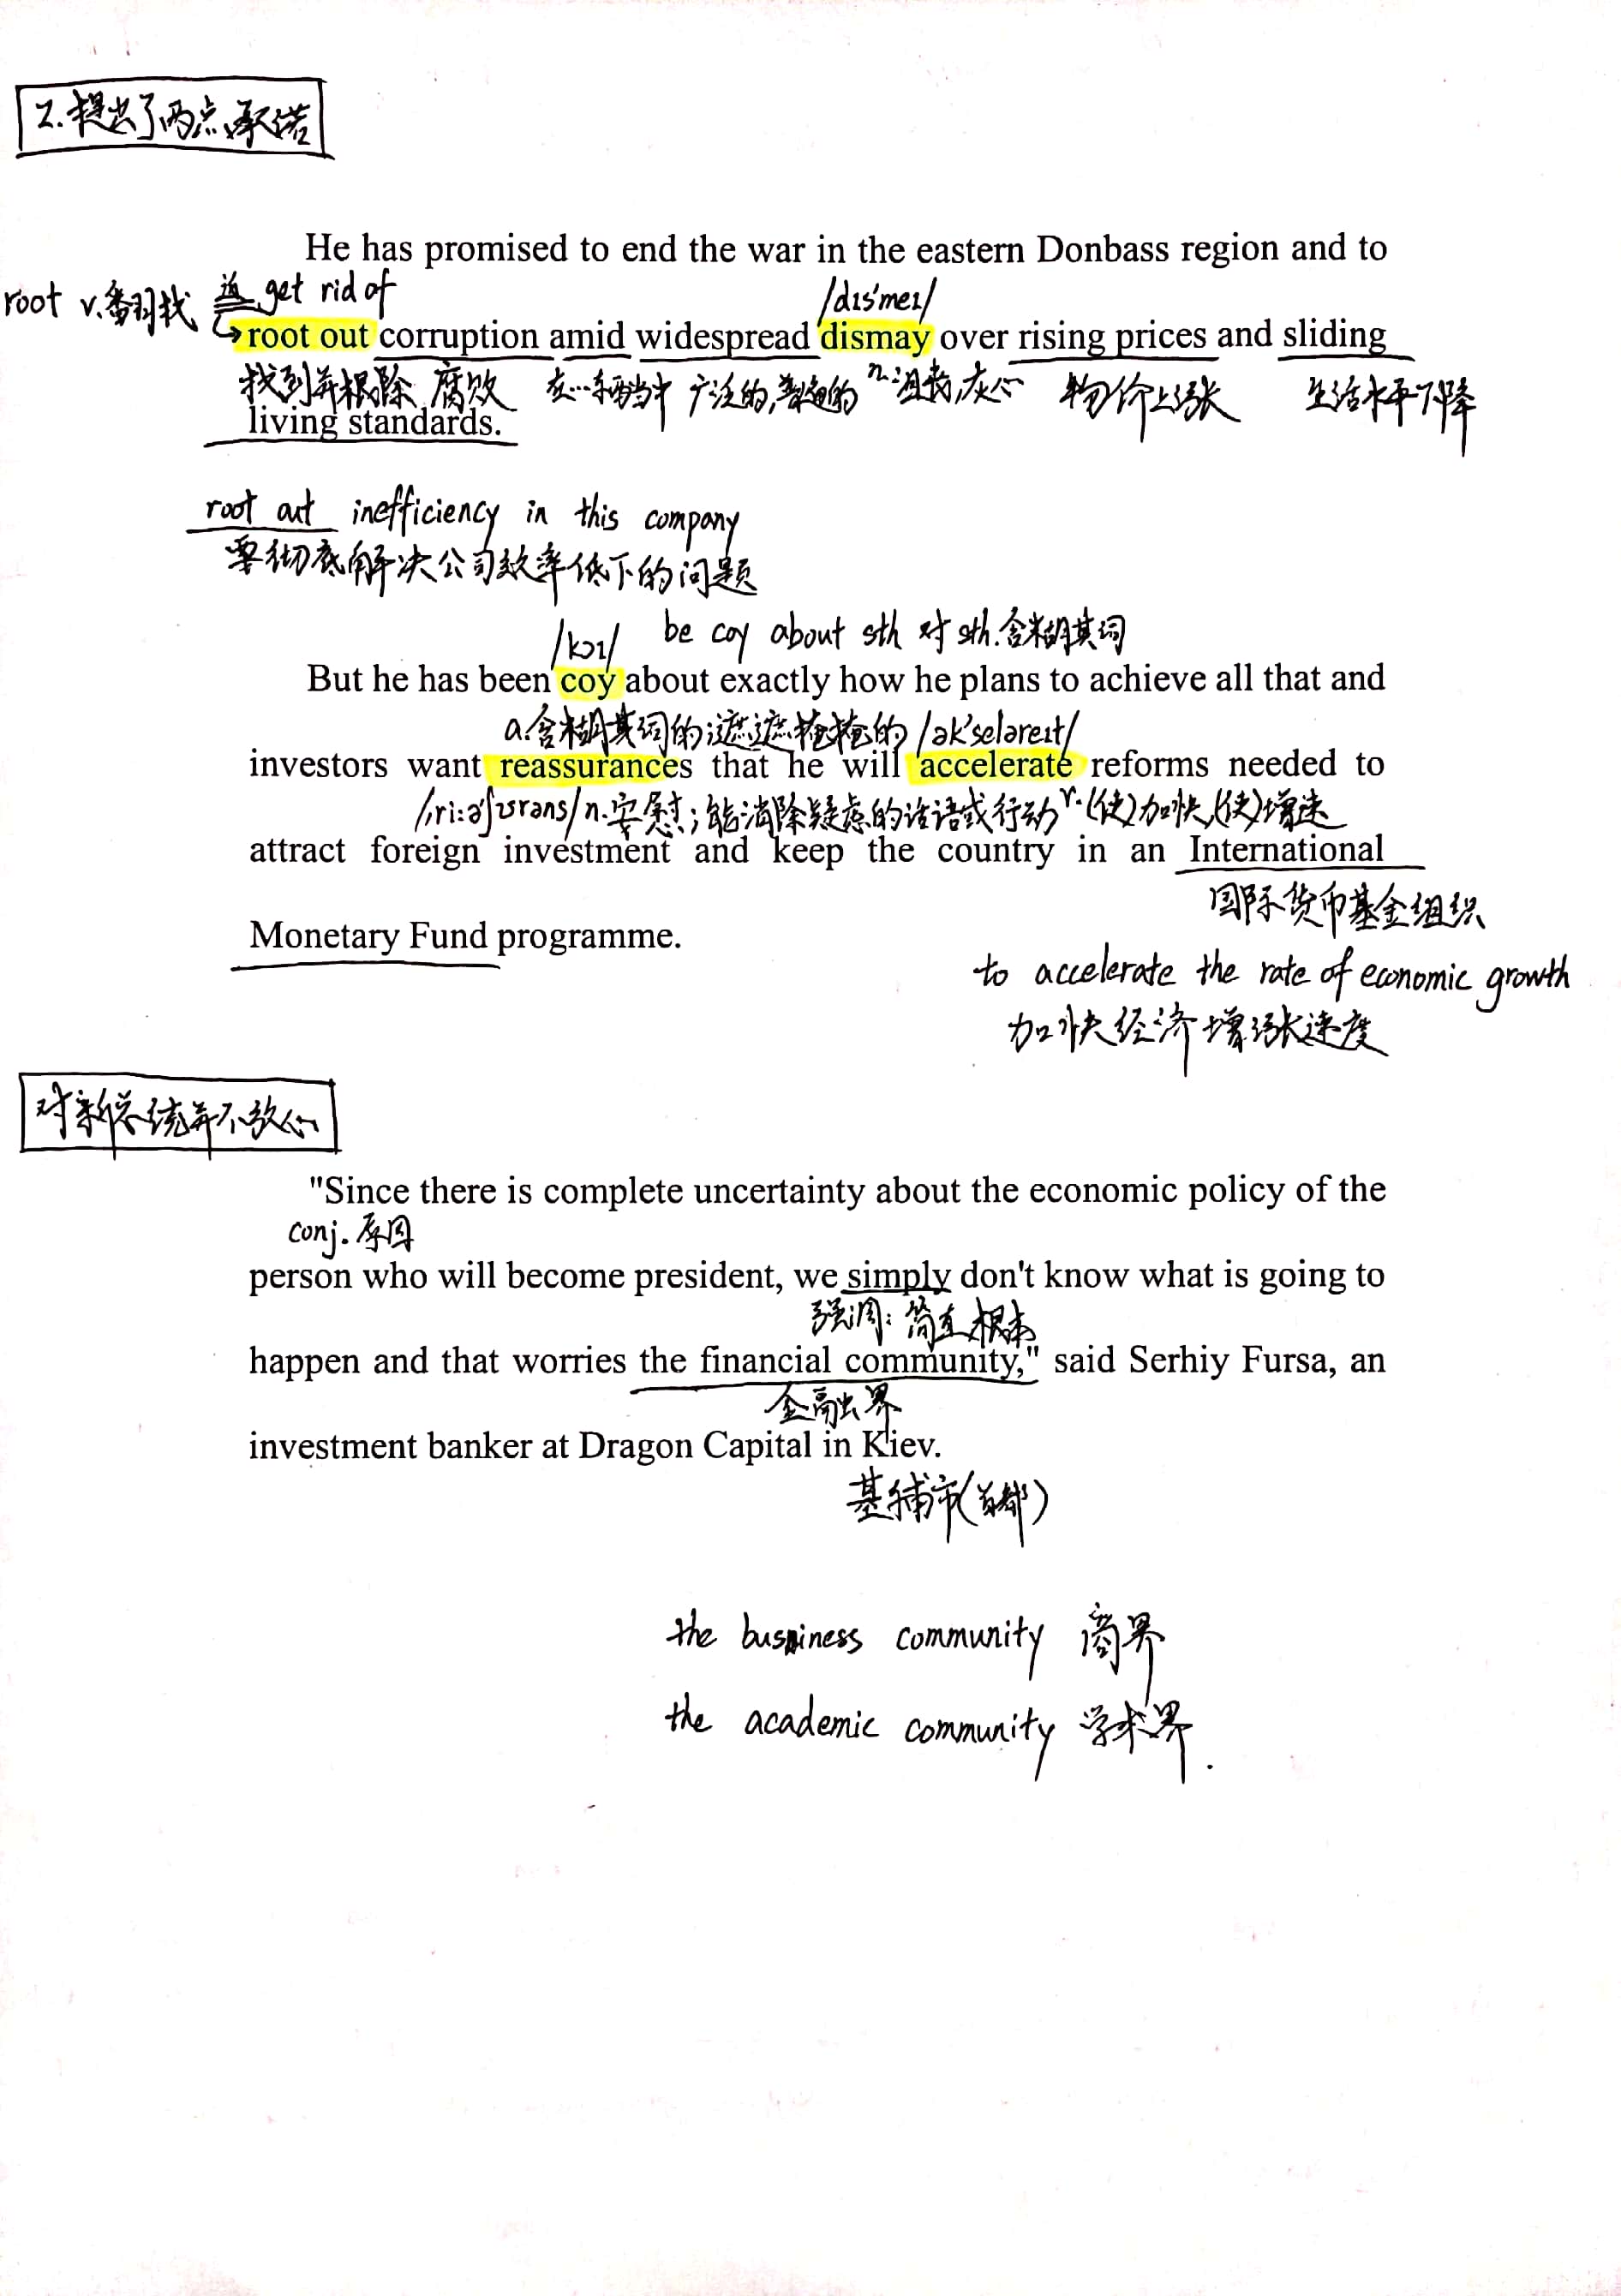 2.提出了两点承诺
He has promised to end the war in the eastern Donbass region and to
root v.翻找 get rid of /dɪs'meɪ/
root out corruption amid widespread dismay over rising prices and sliding
找到并根除 腐败 在…东西当中 广泛的,普遍的 n.沮丧,灰心 物价上涨 生活水平下降
living standards.
root out inefficiency in this company
要彻底解决公司效率低下的问题
/kɔɪ/ be coy about sth 对sth.含糊其词
But he has been coy about exactly how he plans to achieve all that and
a.含糊其词的;遮遮掩掩的 /ək'seləreɪt/
investors want reassurances that he will accelerate reforms needed to
/ˌriːə'ʃʊrəns/ n.安慰;能消除疑虑的话语或行动 v.(使)加快,(使)增速
attract foreign investment and keep the country in an International
国际货币基金组织
Monetary Fund programme.
to accelerate the rate of economic growth
加快经济增涨速度
对新总统并不放心
"Since there is complete uncertainty about the economic policy of the
conj.原因
person who will become president, we simply don't know what is going to
强调:简直,根本
happen and that worries the financial community," said Serhiy Fursa, an
金融界
investment banker at Dragon Capital in Kiev.
基辅市(首都)
the business community 商界
the academic community 学术界.